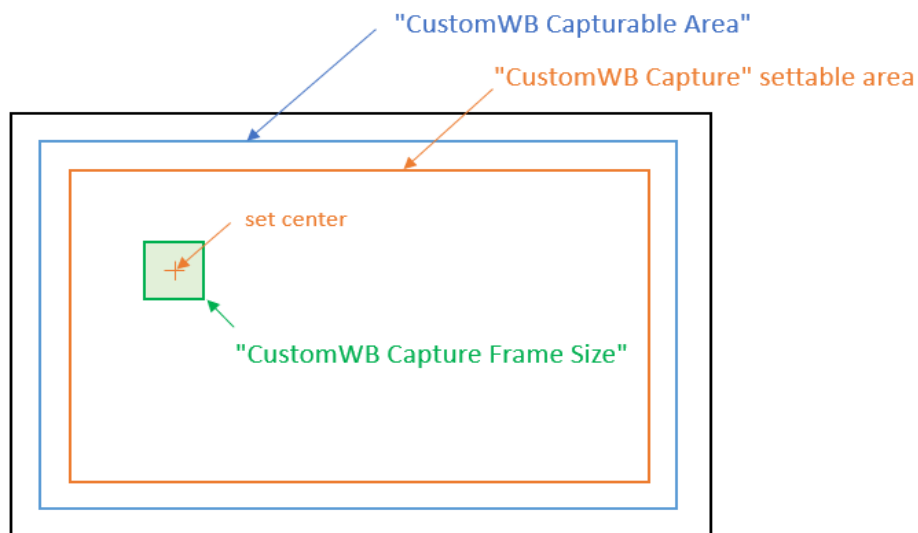 "CustomWB Capturable Area"
"CustomWB Capture" settable area
set center
"CustomWB Capture Frame Size"